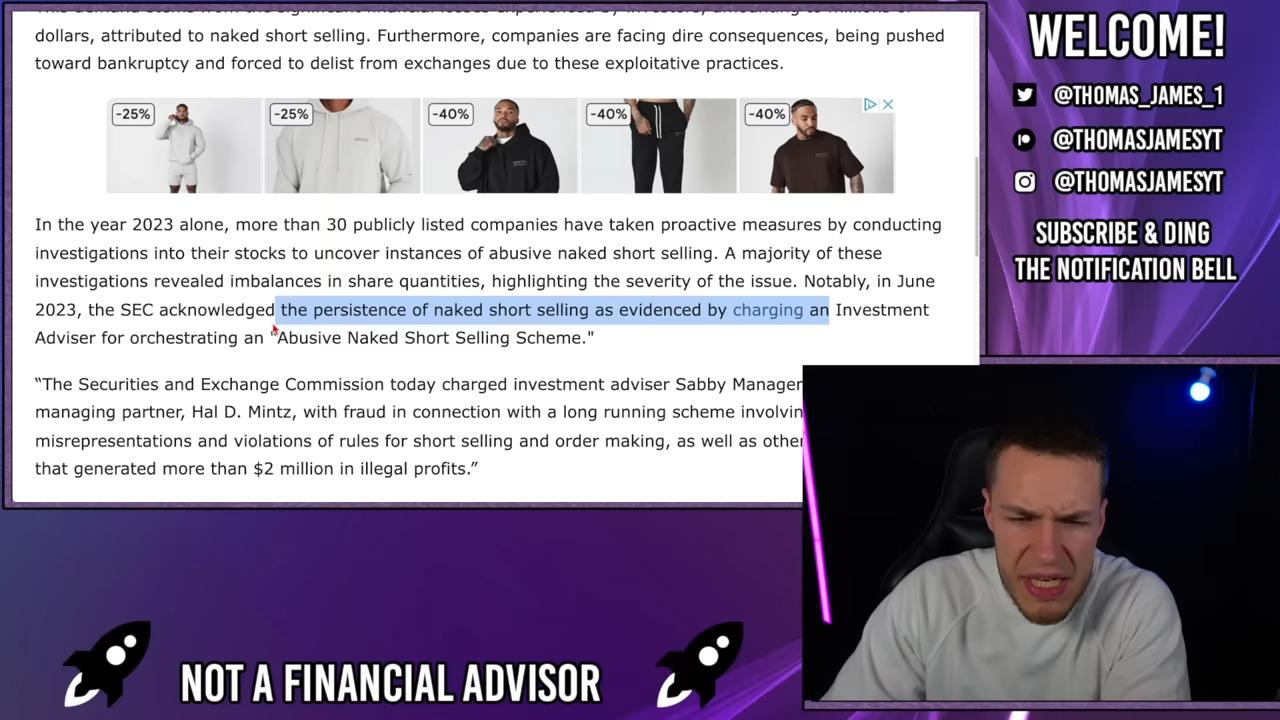 dollars, attributed to naked short selling. Furthermore, companies are facing dire consequences, being pushed
toward bankruptcy and forced to delist from exchanges due to these exploitative practices.
-25%
-25%
-40%
-40%
-40%
In the year 2023 alone, more than 30 publicly listed companies have taken proactive measures by conducting
investigations into their stocks to uncover instances of abusive naked short selling. A majority of these
investigations revealed imbalances in share quantities, highlighting the severity of the issue. Notably, in June
2023, the SEC acknowledged the persistence of naked short selling as evidenced by charging an Investment
Adviser for orchestrating an "Abusive Naked Short Selling Scheme."
“The Securities and Exchange Commission today charged investment adviser Sabby
managing partner, Hal D. Mintz, with fraud in connection with a long running scheme
misrepresentations and violations of rules for short selling and order making, as well as other
that generated more than $2 million in illegal profits.”
WELCOME!
@THOMAS_JAMES_1
@THOMASJAMESYT
@THOMASJAMESYT
SUBSCRIBE & DING
THE NOTIFICATION BELL
NOT A FINANCIAL ADVISOR